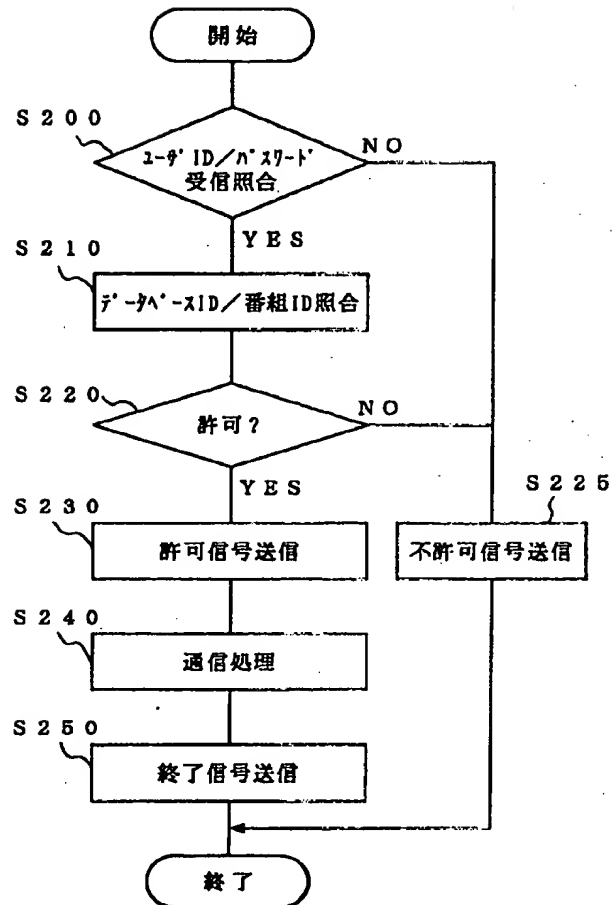 開始
S200
ﾕｰｻﾞID／ﾊﾟｽﾜｰﾄﾞ
受信照合
NO
YES
S210
ﾃﾞｰﾀﾍﾞｰｽID／番組ID照合
S220
許可？
NO
YES
S225
S230
許可信号送信
不許可信号送信
S240
通信処理
S250
終了信号送信
終了